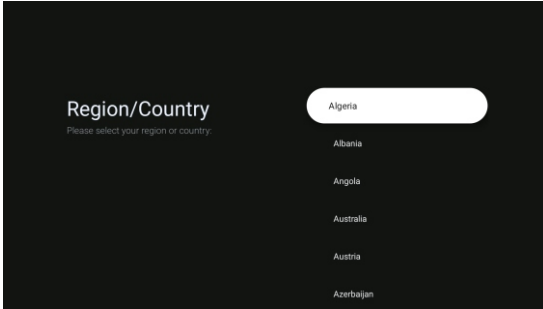 Region/Country
Please select your region or country:
Algeria
Albania
Angola
Australia
Austria
Azerbaijan